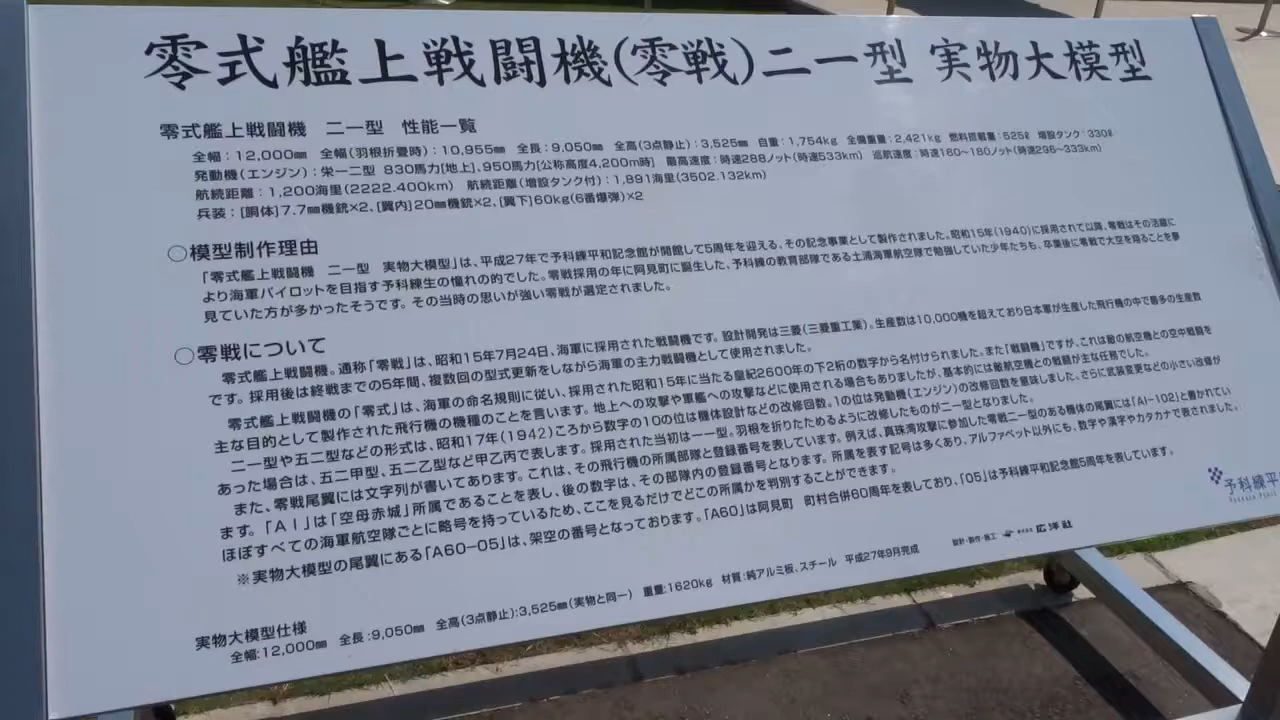 零式艦上戦闘機(零戦)二一型 実物大模型
零式艦上戦闘機 二一型 性能一覧
全幅:12,000㎜ 全幅(羽根折畳時):10,955㎜ 全長:9,050㎜ 全高(3点静止):3,525㎜ 自重:1,754kg 全備重量:2,421kg 燃料搭載量:525ℓ 増設タンク:330ℓ
発動機(エンジン):栄一二型 830馬力[地上]、950馬力[公称高度4,200m時] 最高速度:時速288ノット(時速533km) 巡航速度:時速160~180ノット(時速296~333km)
航続距離:1,200海里(2222.400km) 航続距離(増設タンク付):1,891海里(3502.132km)
兵装:[胴体]7.7㎜機銃×2、[翼内]20㎜機銃×2、[翼下]60kg(6番爆弾)×2
○模型制作理由
「零式艦上戦闘機 二一型 実物大模型」は、平成27年で予科練平和記念館が開館して5周年を迎える、その記念事業として製作されました。昭和15年(1940)に採用されて以降、零戦はその活躍に
より海軍パイロットを目指す予科練生の憧れの的でした。零戦採用の年に阿見町に誕生した、予科練の教育部隊である土浦海軍航空隊で勉強していた少年たちも、卒業後に零戦で大空を翔ることを夢
見ていた方が多かったそうです。その当時の思いが強い零戦が選定されました。
○零戦について
零式艦上戦闘機。通称「零戦」は、昭和15年7月24日、海軍に採用された戦闘機です。設計開発は三菱(三菱重工業)。生産数は10,000機を超えており日本軍が生産した飛行機の中で最多の生産数
です。採用後は終戦までの5年間、複数回の型式更新をしながら海軍の主力戦闘機として使用されました。
零式艦上戦闘機の「零式」は、海軍の命名規則に従い、採用された昭和15年に当たる皇紀2600年の下2桁の数字から名付けられました。また「戦闘機」ですが、これは敵の航空機との空中戦闘を
主な目的として製作された飛行機の機種のことを言います。地上への攻撃や軍艦への攻撃などに使用される場合もありましたが、基本的には敵航空機との戦闘が主な任務でした。
二一型や五二型などの形式は、昭和17年(1942)ころから数字の10の位は機体設計などの改修回数。1の位は発動機(エンジン)の改修回数を意味しました。さらに武装変更などの小さい改修が
あった場合は、五二甲型、五二乙型など甲乙丙で表します。採用された当初は一一型。羽根を折りたためるように改修したものが二一型となりました。
また、零戦尾翼には文字列が書いてあります。これは、その飛行機の所属部隊と登録番号を表しています。例えば、真珠湾攻撃に参加した零戦二一型のある機体の尾翼には「AI-102」と書かれてい
ます。「AI」は「空母赤城」所属であることを表し、後の数字は、その部隊内の登録番号となります。所属を表す記号は多くあり、アルファベット以外にも、数字や漢字やカタカナで表されました。
ほぼすべての海軍航空隊ごとに略号を持っているため、ここを見るだけでどこの所属かを判別することができます。
※実物大模型の尾翼にある「A60-05」は、架空の番号となっております。「A60」は阿見町 町村合併60周年を表しており、「05」は予科練平和記念館5周年を表しています。
予科練平
実物大模型仕様
全幅:12,000㎜ 全長:9,050㎜ 全高(3点静止):3,525㎜(実物と同一) 重量:1620kg 材質:純アルミ板、スチール 平成27年9月完成
設計・製作・施工 株式会社 広洋社